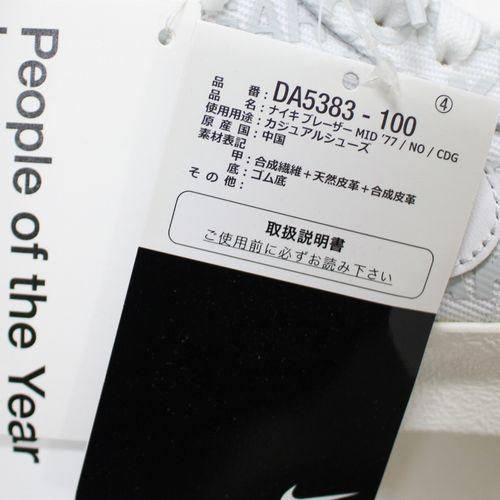 People of the Year
④
品番：DA5383 - 100
品名：ナイキ ブレーザー MID '77 / NO / CDG
使用用途：カジュアルシューズ
原産国：中国
素材表記
甲：合成繊維＋天然皮革＋合成皮革
底：ゴム底
その他：
取扱説明書
ご使用前に必ずお読み下さい